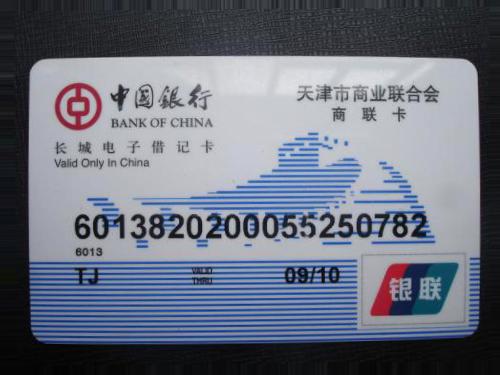 中国银行
BANK OF CHINA
天津市商业联合会
商联卡
长城电子借记卡
Valid Only In China
6013820200055250782
6013
TJ VALID THRU 09/10
银联